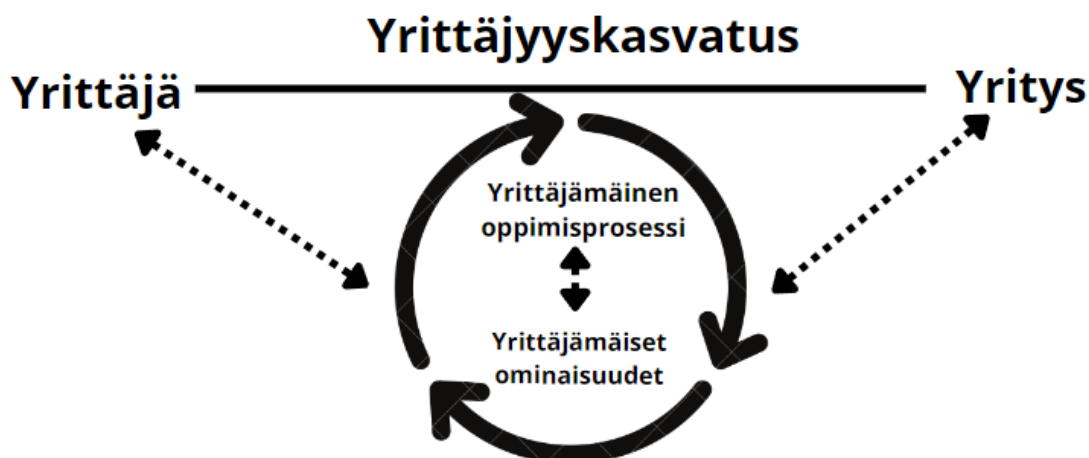 Yrittäjyyskasvatus
Yrittäjä
Yritys
Yrittäjämäinen
oppimisprosessi
Yrittäjämäiset
ominaisuudet